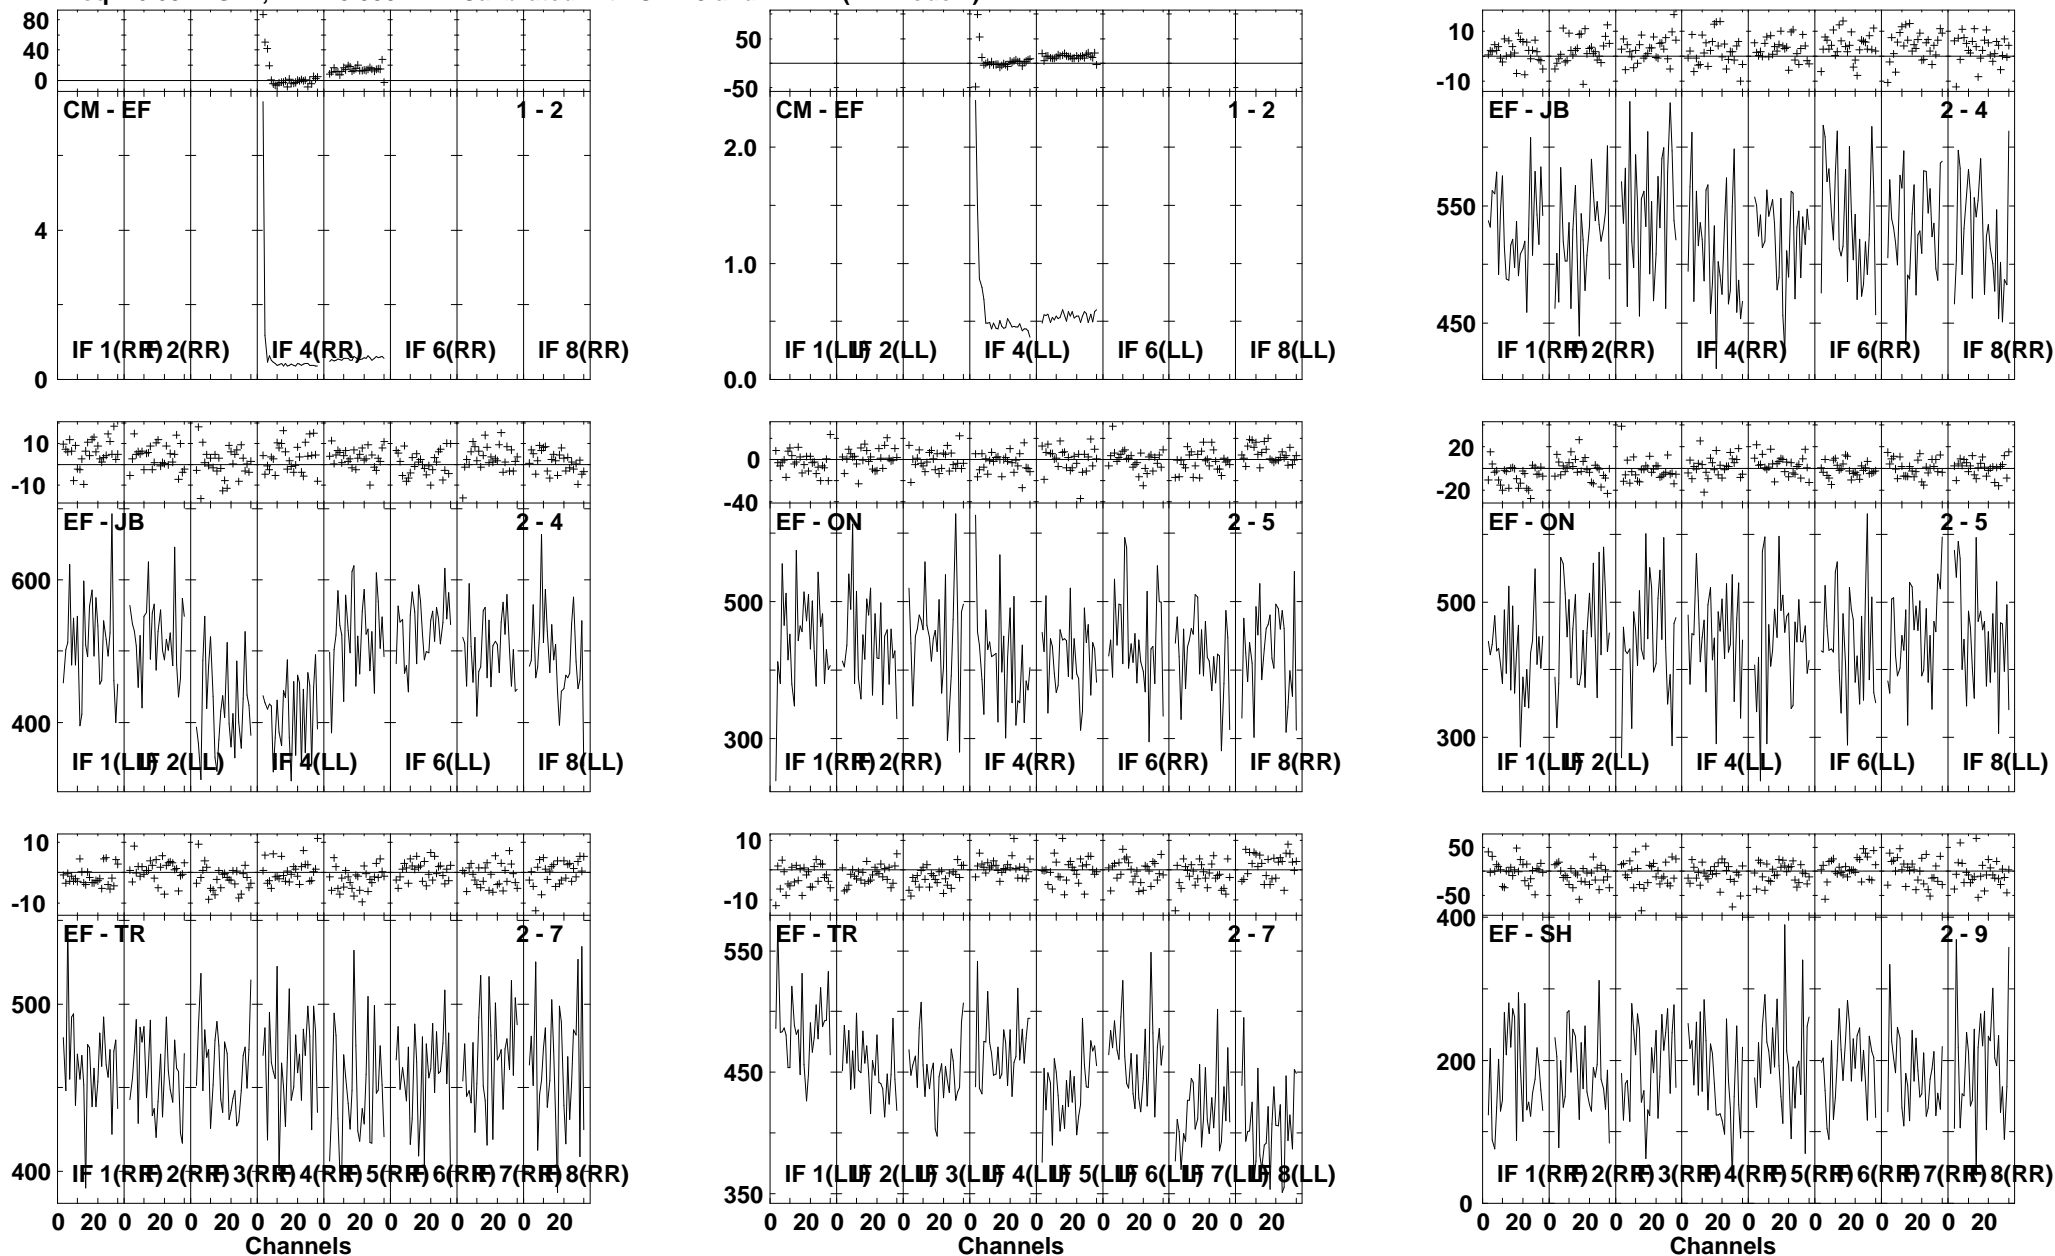 80
40
0
CM - EF
1 - 2
4
0
IF 1(RR)
IF 2(RR)
IF 4(RR)
IF 6(RR)
IF 8(RR)
50
-50
CM - EF
1 - 2
2.0
1.0
0.0
IF 1(LL)
IF 2(LL)
IF 4(LL)
IF 6(LL)
IF 8(LL)
10
-10
EF - JB
2 - 4
550
450
IF 1(RR)
IF 2(RR)
IF 4(RR)
IF 6(RR)
IF 8(RR)
10
-10
EF - JB
2 - 4
600
400
IF 1(LL)
IF 2(LL)
IF 4(LL)
IF 6(LL)
IF 8(LL)
0
-40
EF - ON
2 - 5
500
300
IF 1(RR)
IF 2(RR)
IF 4(RR)
IF 6(RR)
IF 8(RR)
20
-20
EF - ON
2 - 5
500
300
IF 1(LL)
IF 2(LL)
IF 4(LL)
IF 6(LL)
IF 8(LL)
10
-10
EF - TR
2 - 7
500
400
IF 1(RR)
IF 2(RR)
IF 3(RR)
IF 4(RR)
IF 5(RR)
IF 6(RR)
IF 7(RR)
IF 8(RR)
0 20 0 20 0 20 0 20 0 20 0 20 0 20 0 20
Channels
10
-10
EF - TR
2 - 7
550
450
350
IF 1(LL)
IF 2(LL)
IF 3(LL)
IF 4(LL)
IF 5(LL)
IF 6(LL)
IF 7(LL)
IF 8(LL)
0 20 0 20 0 20 0 20 0 20 0 20 0 20 0 20
Channels
50
-50
EF - SH
2 - 9
400
200
0
IF 1(RR)
IF 2(RR)
IF 3(RR)
IF 4(RR)
IF 5(RR)
IF 6(RR)
IF 7(RR)
IF 8(RR)
0 20 0 20 0 20 0 20 0 20 0 20 0 20 0 20
Channels